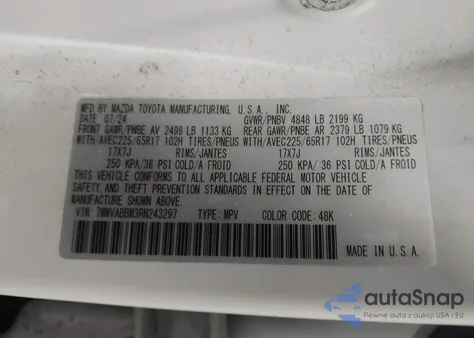 MFD. BY MAZDA TOYOTA MANUFACTURING, U.S.A., INC.
DATE 07/24 GVWR/PNBV 4848 LB 2199 KG
FRONT GAWR/PNBE AV 2498 LB 1133 KG REAR GAWR/PNBE AR 2379 LB 1079 KG
WITH/AVEC225/65R17 102H TIRES/PNEUS WITH/AVEC225/65R17 102H TIRES/PNEUS
17X7J RIMS/JANTES 17X7J RIMS/JANTES
250 KPA/36 PSI COLD/A FROID 250 KPA/36 PSI COLD/A FROID
THIS VEHICLE CONFORMS TO ALL APPLICABLE FEDERAL MOTOR VEHICLE
SAFETY, AND THEFT PREVENTION STANDARDS IN EFFECT ON THE DATE OF
MANUFACTURE SHOWN ABOVE.
VIN: 7MMVABBM3RN243297 TYPE: MPV COLOR CODE: 48K
MADE IN U.S.A.
autoSnap
Pewne auta z aukcji USA i EU